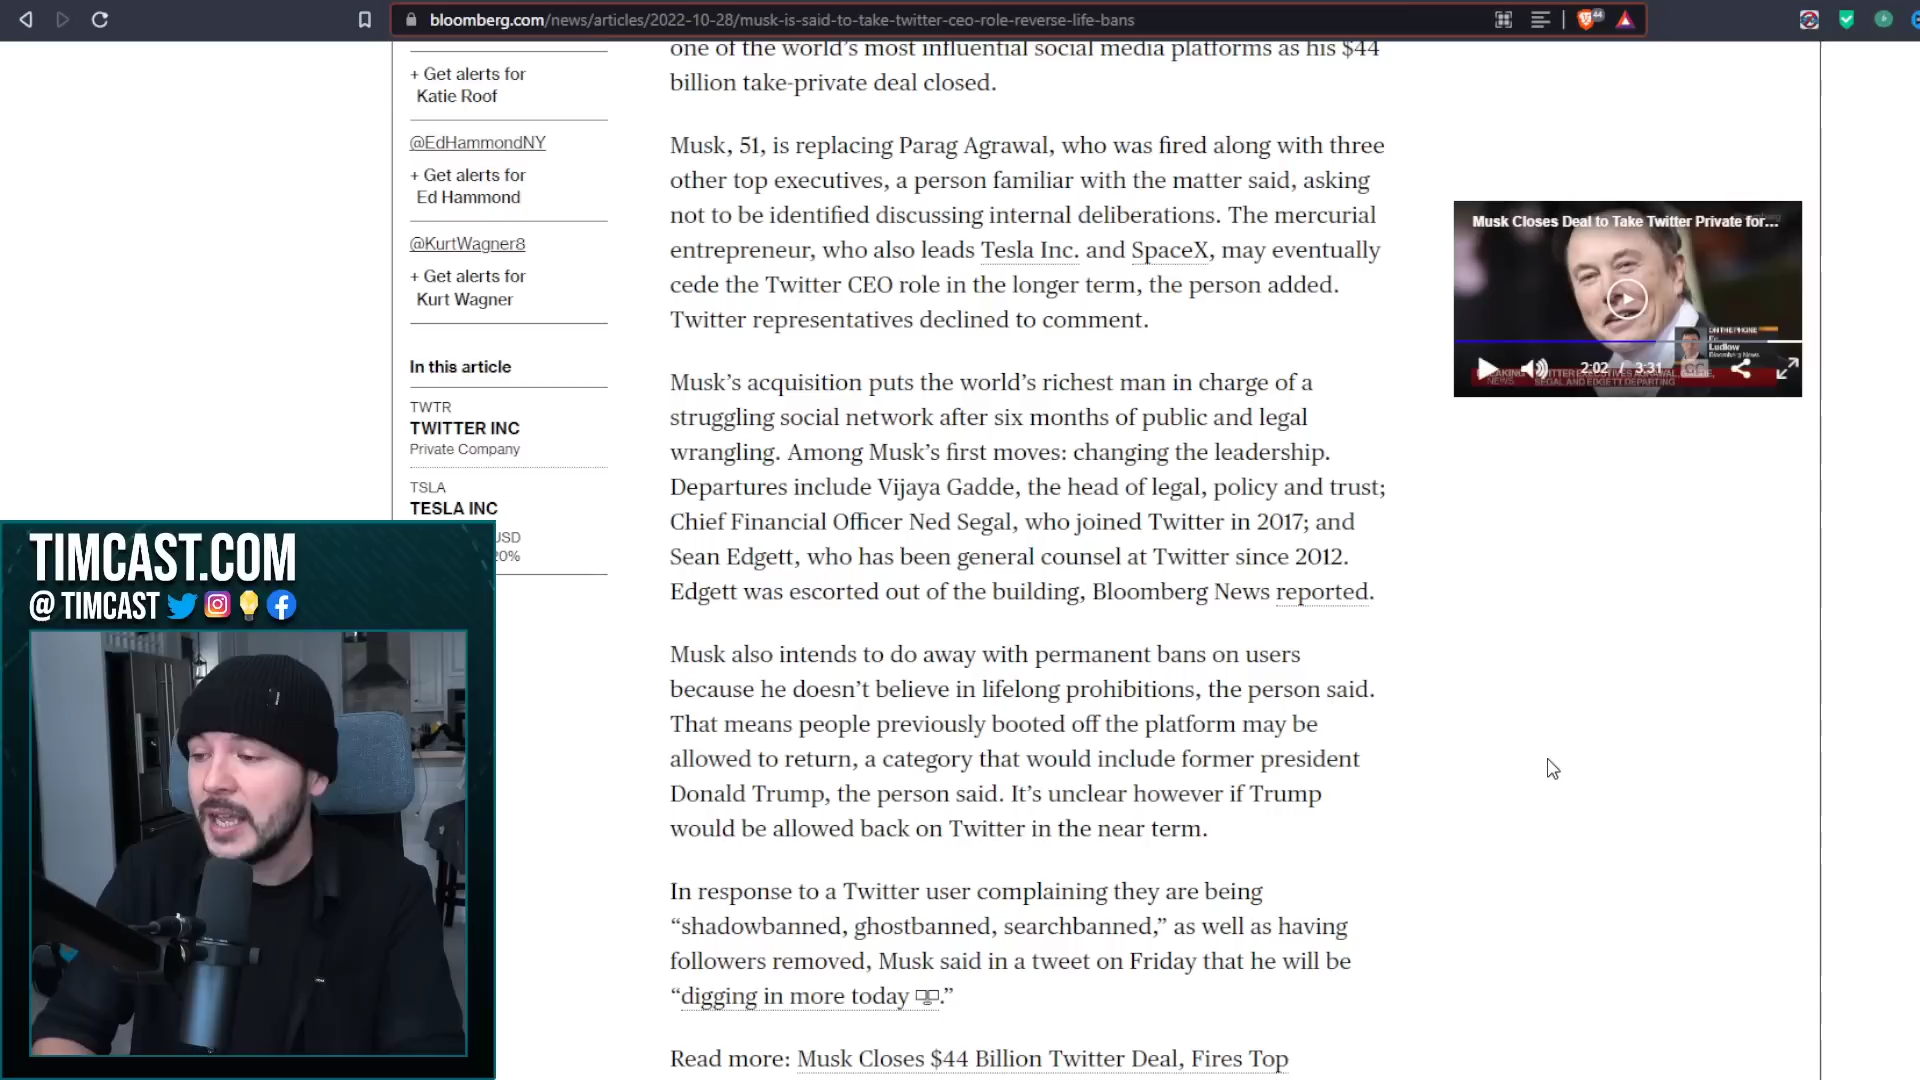 bloomberg.com/news/articles/2022-10-28/musk-is-said-to-take-twitter-ceo-role-reverse-life-bans
44
one of the world's most influential social media platforms as his $44
billion take-private deal closed.
+ Get alerts for
Katie Roof
@EdHammondNY
+ Get alerts for
Ed Hammond
@KurtWagner8
+ Get alerts for
Kurt Wagner
In this article
TWTR
TWITTER INC
Private Company
TSLA
TESLA INC
USD
20%
Musk, 51, is replacing Parag Agrawal, who was fired along with three
other top executives, a person familiar with the matter said, asking
not to be identified discussing internal deliberations. The mercurial
entrepreneur, who also leads Tesla Inc. and SpaceX, may eventually
cede the Twitter CEO role in the longer term, the person added.
Twitter representatives declined to comment.
Musk's acquisition puts the world's richest man in charge of a
struggling social network after six months of public and legal
wrangling. Among Musk's first moves: changing the leadership.
Departures include Vijaya Gadde, the head of legal, policy and trust;
Chief Financial Officer Ned Segal, who joined Twitter in 2017; and
Sean Edgett, who has been general counsel at Twitter since 2012.
Edgett was escorted out of the building, Bloomberg News reported.
Musk also intends to do away with permanent bans on users
because he doesn't believe in lifelong prohibitions, the person said.
That means people previously booted off the platform may be
allowed to return, a category that would include former president
Donald Trump, the person said. It's unclear however if Trump
would be allowed back on Twitter in the near term.
In response to a Twitter user complaining they are being
“shadowbanned, ghostbanned, searchbanned,” as well as having
followers removed, Musk said in a tweet on Friday that he will be
“digging in more today .”
Read more: Musk Closes $44 Billion Twitter Deal, Fires Top
Musk Closes Deal to Take Twitter Private for...
ON THE PHONE
Ed
Ludlow
Bloomberg News
2:02 / 3:31
NEWS. SEGAL AND EDGETT DEPARTING
TIMCAST.COM
@ TIMCAST